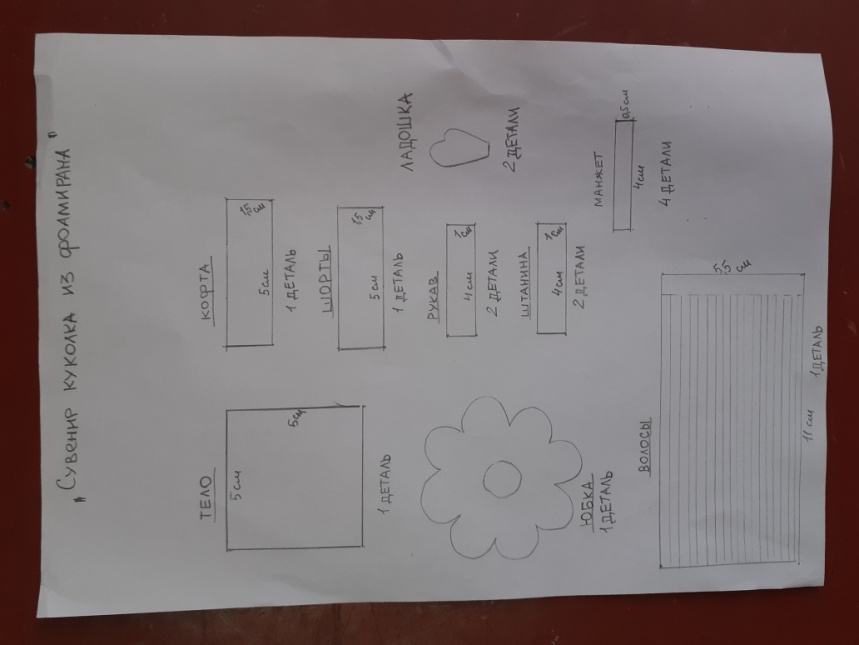 "Сувенир куколка из фоамирана"
ТЕЛО
5см
5см
1 ДЕТАЛЬ
КОФТА
1,5 см
5см
1 ДЕТАЛЬ
ШОРТЫ
1,5 см
5см
1 ДЕТАЛЬ
ЛАДОШКА
2 ДЕТАЛИ
РУКАВ
1см
4см
2 ДЕТАЛИ
ШТАНИНА
1см
4см
2 ДЕТАЛИ
МАНЖЕТ
0,5см
4см
4 ДЕТАЛИ
ЮБКА
1 ДЕТАЛЬ
ВОЛОСЫ
5,5 см
11 см
1 ДЕТАЛЬ